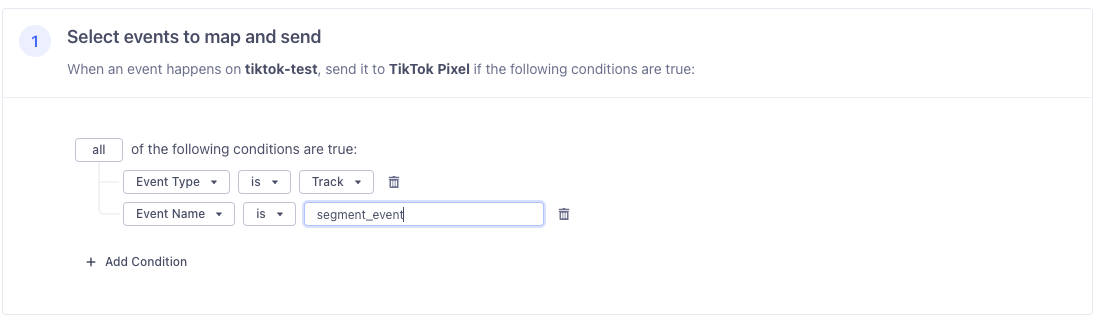 1 Select events to map and send
When an event happens on tiktok-test, send it to TikTok Pixel if the following conditions are true:
all of the following conditions are true:
Event Type is Track
Event Name is segment_event
+ Add Condition